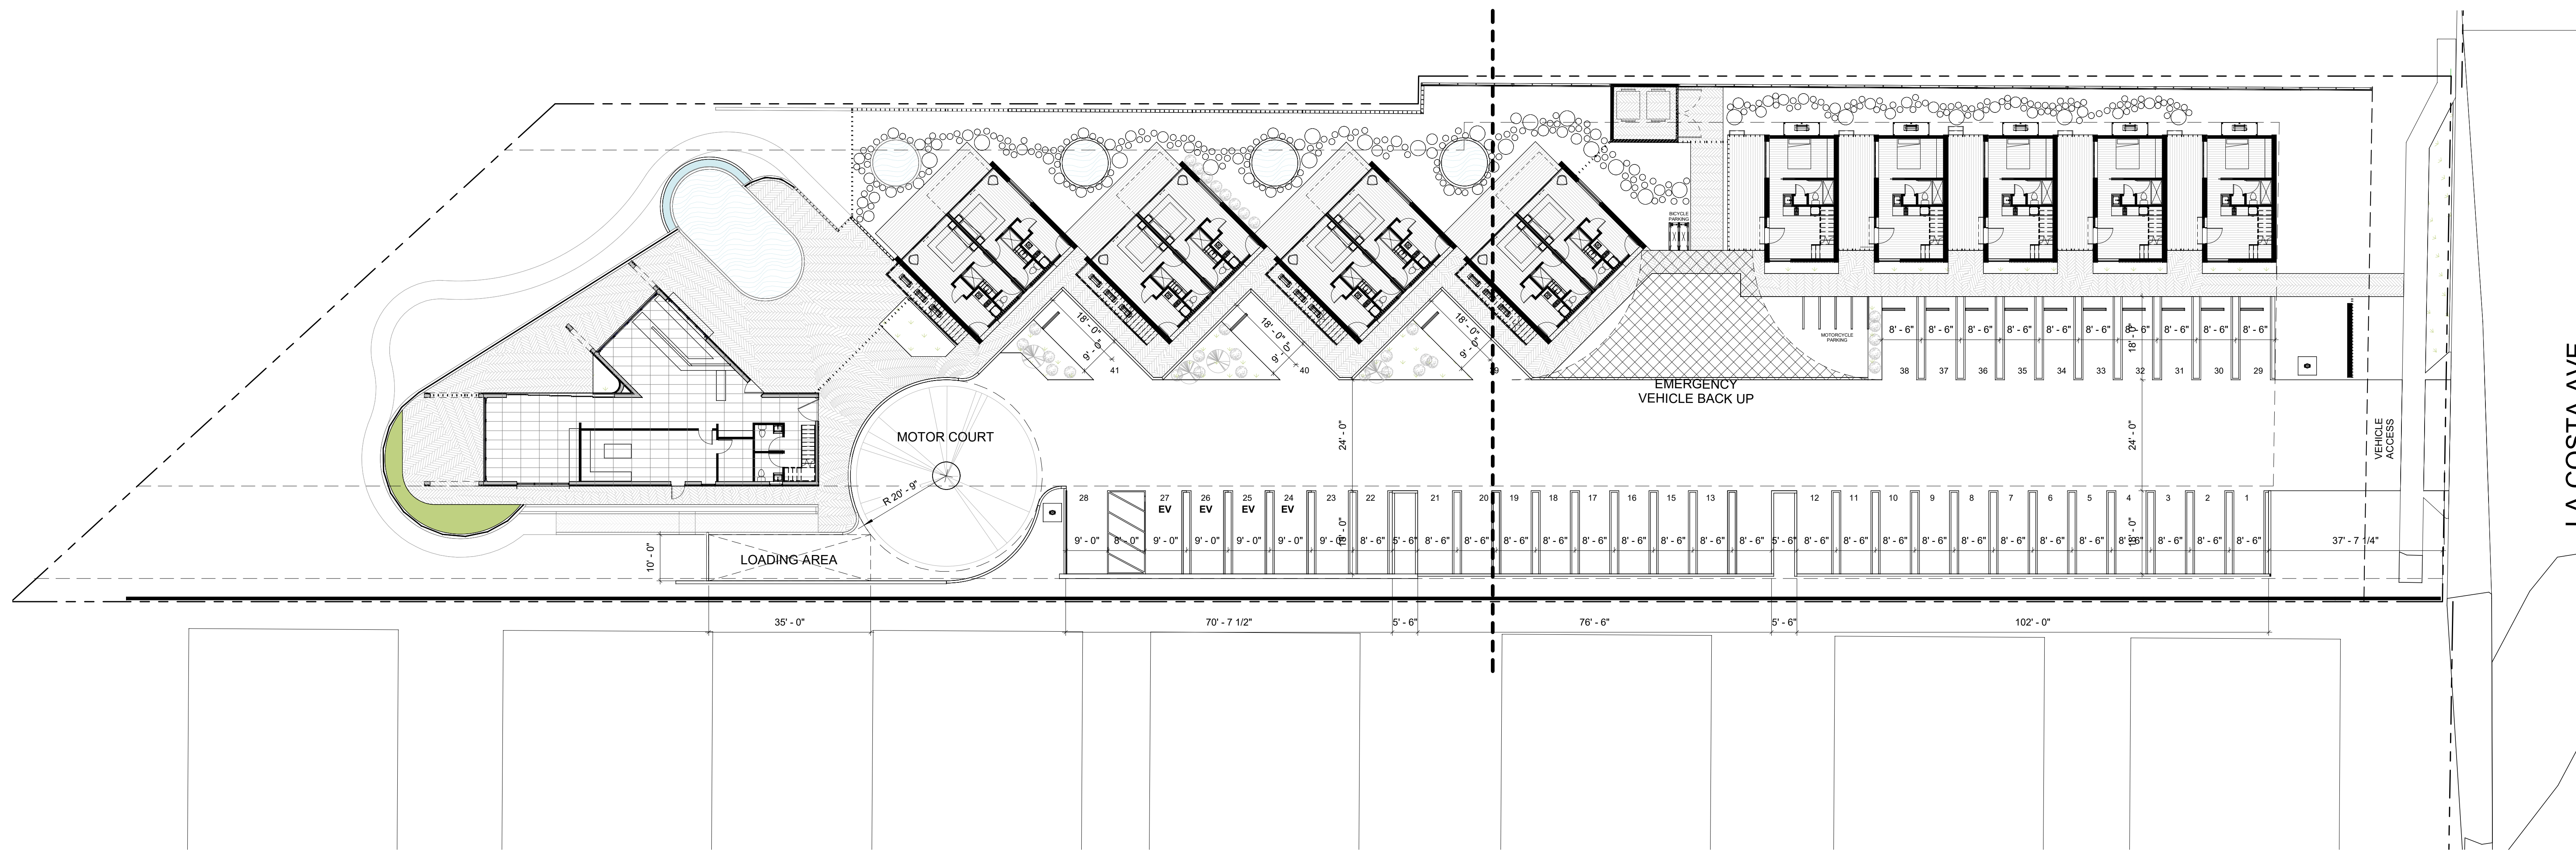 BICYCLE
PARKING
MOTORCYCLE
PARKING
8' - 6" 8' - 6" 8' - 6" 8' - 6" 8' - 6" 8' - 6" 8' - 6" 8' - 6" 8' - 6" 8' - 6"
18' - 0"
38 37 36 35 34 33 32 31 30 29
18' - 0"
9' - 0"
41
18' - 0"
9' - 0"
40
18' - 0"
9' - 0"
39
EMERGENCY
VEHICLE BACK UP
LA COSTA AVE
VEHICLE
ACCESS
24' - 0"
24' - 0"
MOTOR COURT
R 20' - 9"
28 27 26 25 24 23 22 21 20 19 18 17 16 15 13 12 11 10 9 8 7 6 5 4 3 2 1
EV EV EV EV
9' - 0" 8' - 0" 9' - 0" 9' - 0" 9' - 0" 9' - 0" 9' - 0" 8' - 6" 5' - 6" 8' - 6" 8' - 6" 8' - 6" 8' - 6" 8' - 6" 8' - 6" 8' - 6" 8' - 6" 8' - 6" 5' - 6" 8' - 6" 8' - 6" 8' - 6" 8' - 6" 8' - 6" 8' - 6" 8' - 6" 8' - 6" 8' - 6" 8' - 6" 8' - 6" 8' - 6" 37' - 7 1/4"
18' - 0"
18' - 0"
10' - 0"
LOADING AREA
35' - 0" 70' - 7 1/2" 5' - 6" 76' - 6" 5' - 6" 102' - 0"